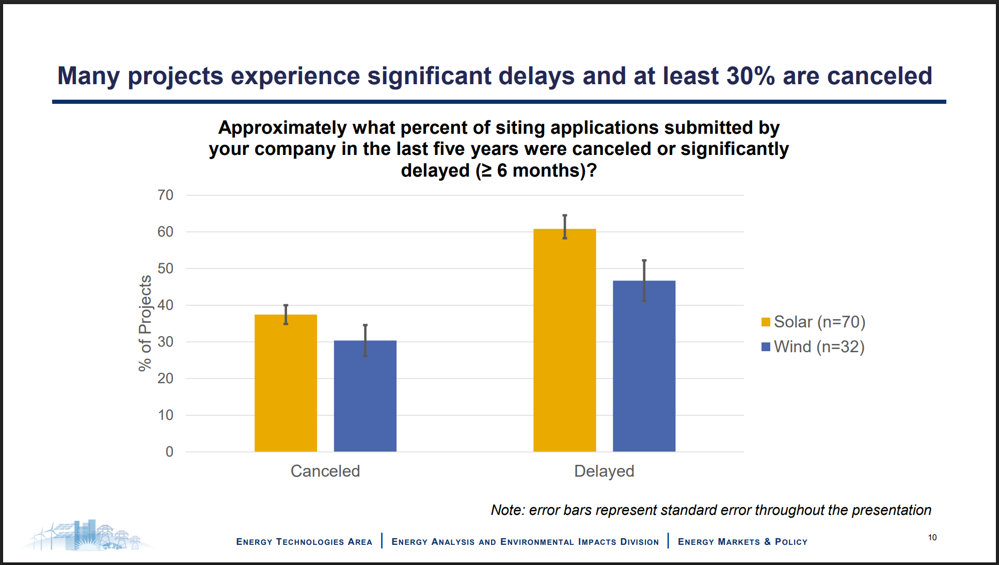 Many projects experience significant delays and at least 30% are canceled
Approximately what percent of siting applications submitted by
your company in the last five years were canceled or significantly
delayed (≥ 6 months)?
70
60
50
40
30
20
10
0
% of Projects
Canceled
Delayed
Solar (n=70)
Wind (n=32)
Note: error bars represent standard error throughout the presentation
ENERGY TECHNOLOGIES AREA | ENERGY ANALYSIS AND ENVIRONMENTAL IMPACTS DIVISION | ENERGY MARKETS & POLICY
10